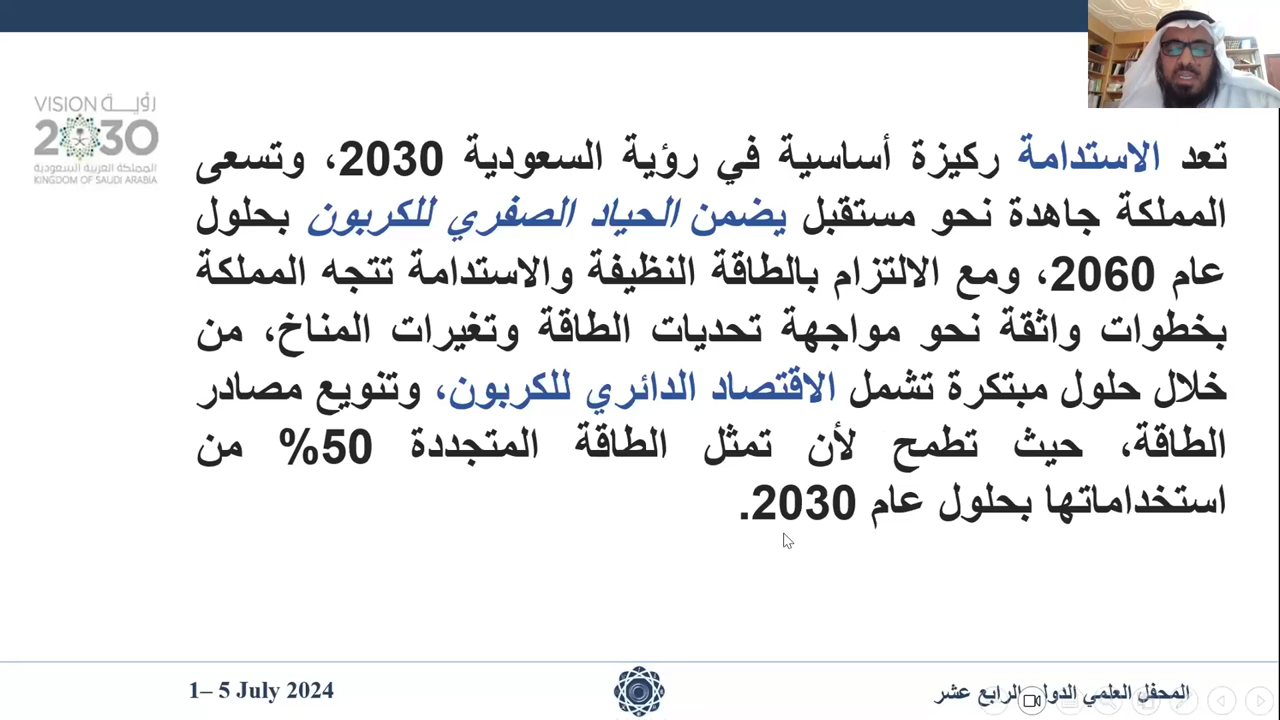 VISION رؤيــة
2030
المملكة العربية السعودية
KINGDOM OF SAUDI ARABIA
تعد الاستدامة ركيزة أساسية في رؤية السعودية 2030، وتسعى
المملكة جاهدة نحو مستقبل يضمن الحياد الصفري للكربون بحلول
عام 2060، ومع الالتزام بالطاقة النظيفة والاستدامة تتجه المملكة
بخطوات واثقة نحو مواجهة تحديات الطاقة وتغيرات المناخ، من
خلال حلول مبتكرة تشمل الاقتصاد الدائري للكربون، وتنويع مصادر
الطاقة، حيث تطمح لأن تمثل الطاقة المتجددة 50% من
استخداماتها بحلول عام 2030.
1– 5 July 2024
المحفل العلمي الدولي الرابع عشر